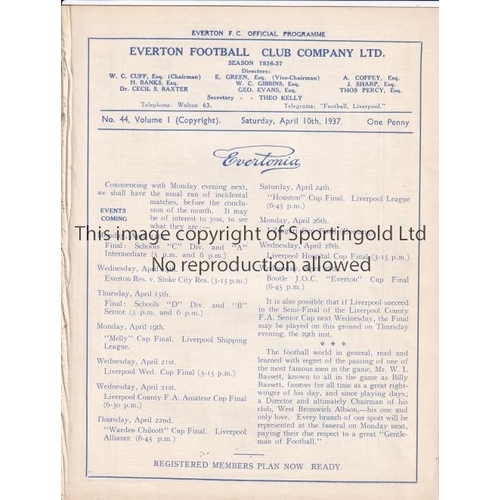 EVERTON F.C. OFFICIAL PROGRAMME
EVERTON FOOTBALL CLUB COMPANY LTD.
SEASON 1936-37
Directors:
W. C. CUFF, Esq. (Chairman) E. GREEN, Esq. (Vice-Chairman) A. COFFEY, Esq.
H. BANKS, Esq. W. C. GIBBINS, Esq. J. SHARP, Esq.
Dr. CECIL S. BAXTER GEO. EVANS, Esq. THOS PERCY, Esq.
Secretary - - THEO KELLY
Telephone: Walton 63. Telegrams: "Football, Liverpool."
No. 44, Volume 1 (Copyright). Saturday, April 10th, 1937. One Penny
Evertonia
Commencing with Monday evening next,
we shall have the usual run of incidental
matches, before the conclusion
EVENTS COMING
of the month. It may
be of interest to you, to see
what they are:—
Final: Schools "C" Div. and "A"
Intermediate (5 p.m. and 6 p.m.)
Wednesday, April
Everton Res. v. Stoke City Res. (3-15 p.m.)
Thursday, April 15th.
Final: Schools "D" Div. and "B"
Senior (5 p.m. and 6 p.m.)
Monday, April 19th.
"Melly" Cup Final. Liverpool Shipping
League.
Wednesday, April 21st.
Liverpool Wed. Cup Final (3-15 p.m.)
Wednesday, April 21st.
Liverpool County F.A. Amateur Cup Final
(6-30 p.m.)
Thursday, April 22nd.
"Warden Chilcott" Cup Final. Liverpool
Alliance (6-45 p.m.)
Saturday, April 24th.
"Houston" Cup Final. Liverpool League
(6-45 p.m.)
Monday, April 26th.
Wednesday, April 28th.
Liverpool Hospital Cup Final (3-15 p.m.)
Bootle J.O.C. "Everton" Cup Final
(6-45 p.m.)
It is also possible that if Liverpool succeed
in the Semi-Final of the Liverpool County
F.A. Senior Cup next Wednesday, the Final
may be played on this ground on Thursday
evening, the 29th inst.
The football world in general, read and
learned with regret of the passing of one of
the most famous men in the game, Mr. W. I.
Bassett, known to all in the game as Billy
Bassett, famous for all time as a great right-
winger of his day, and since playing days;
a Director and ultimately Chairman of his
club, West Bromwich Albion,—his one and
only love. Every branch of our sport will be
represented at the funeral on Monday next,
paying their due respect to a great "Gentle-
man of Football."
REGISTERED MEMBERS PLAN NOW READY.
This image copyright of Sportingold Ltd
No reproduction allowed